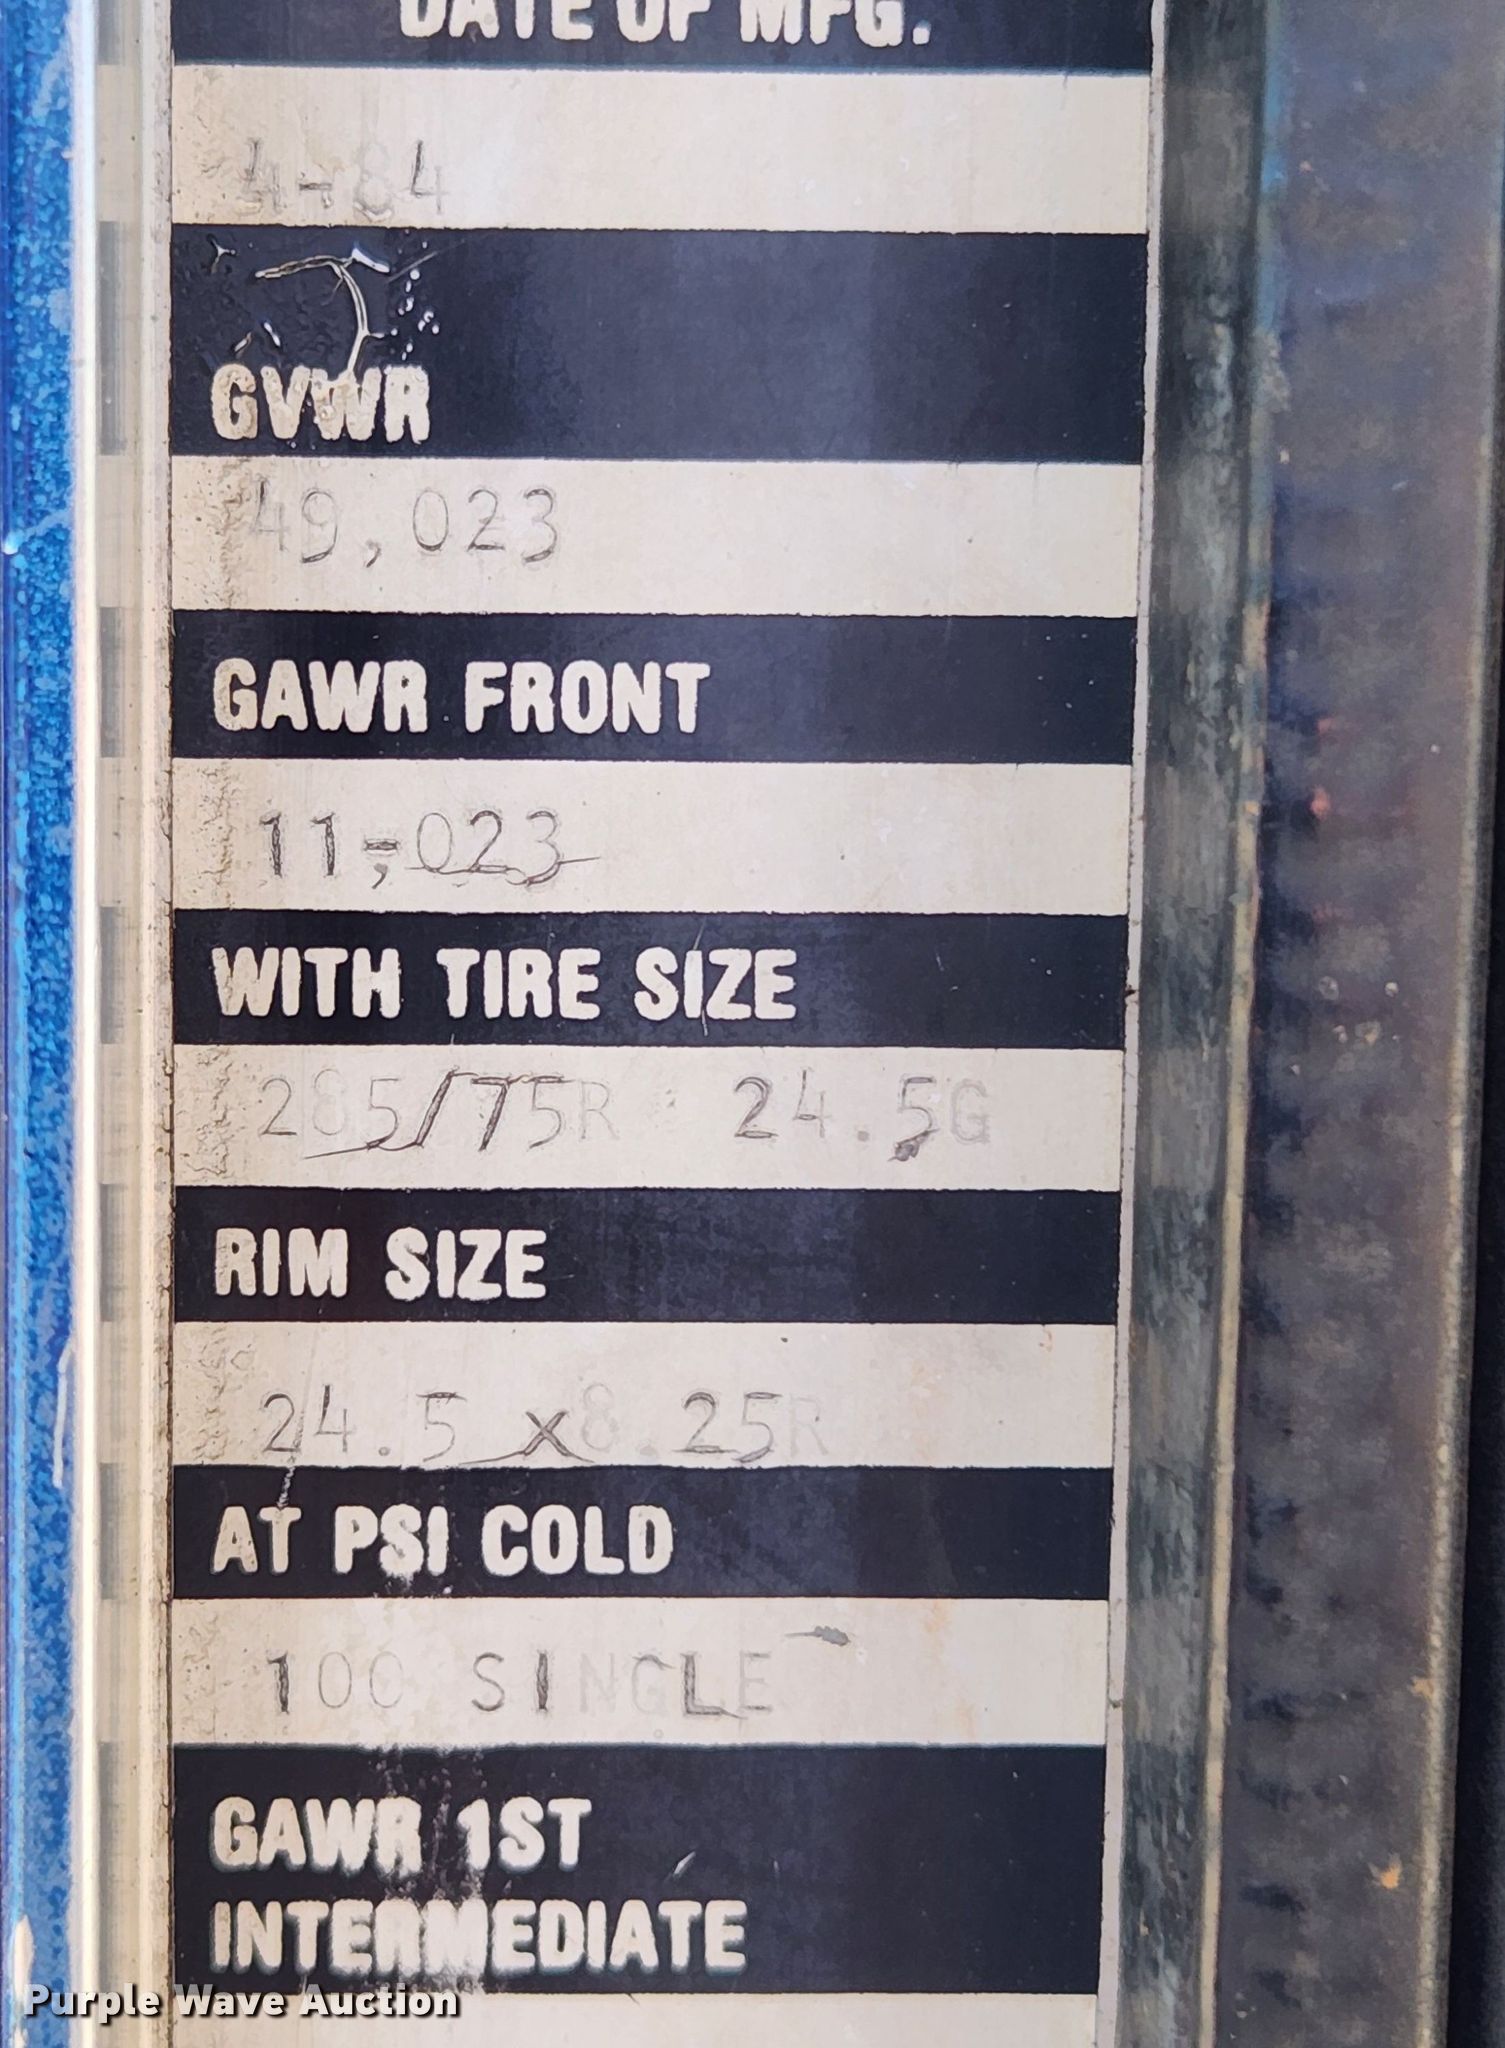 DATE OF MFG.
4-84
GVWR
49,023
GAWR FRONT
11,023
WITH TIRE SIZE
285/75R 24.5G
RIM SIZE
24.5 x8.25R
AT PSI COLD
100 SINGLE
GAWR 1ST
INTERMEDIATE
Purple Wave Auction